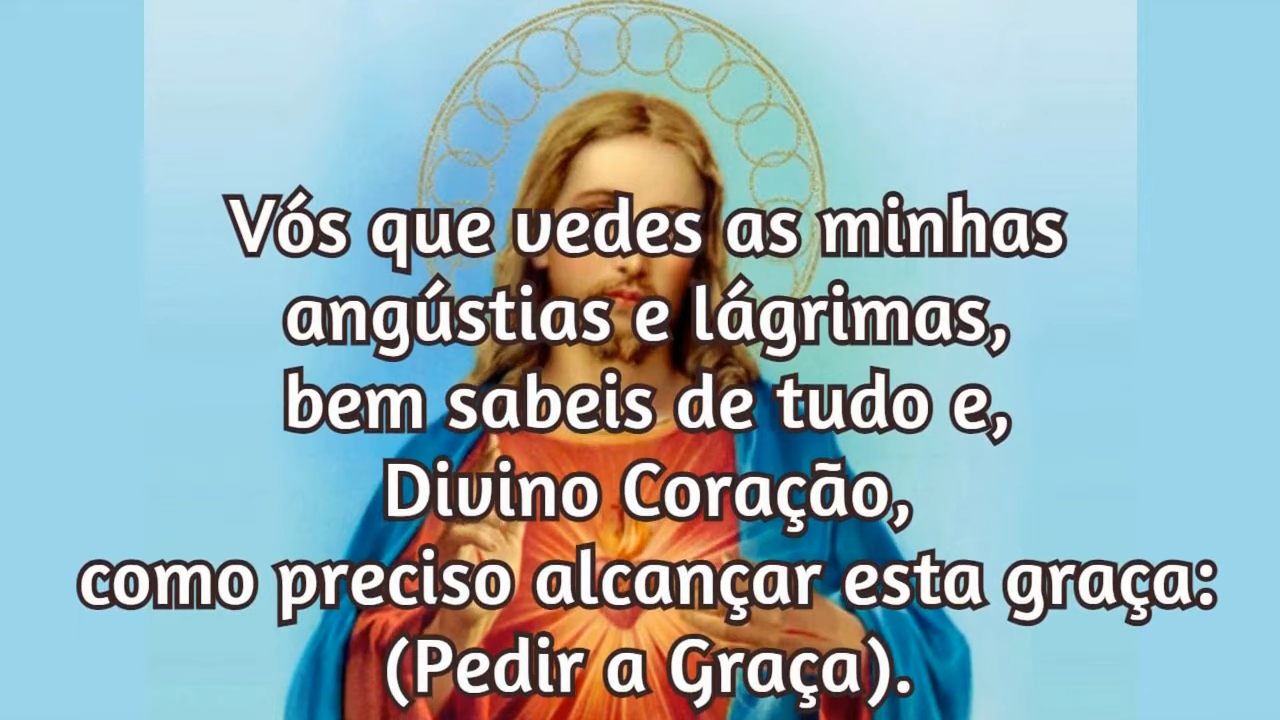 Vós que vedes as minhas
angústias e lágrimas,
bem sabeis de tudo e,
Divino Coração,
como preciso alcançar esta graça:
(Pedir a Graça).